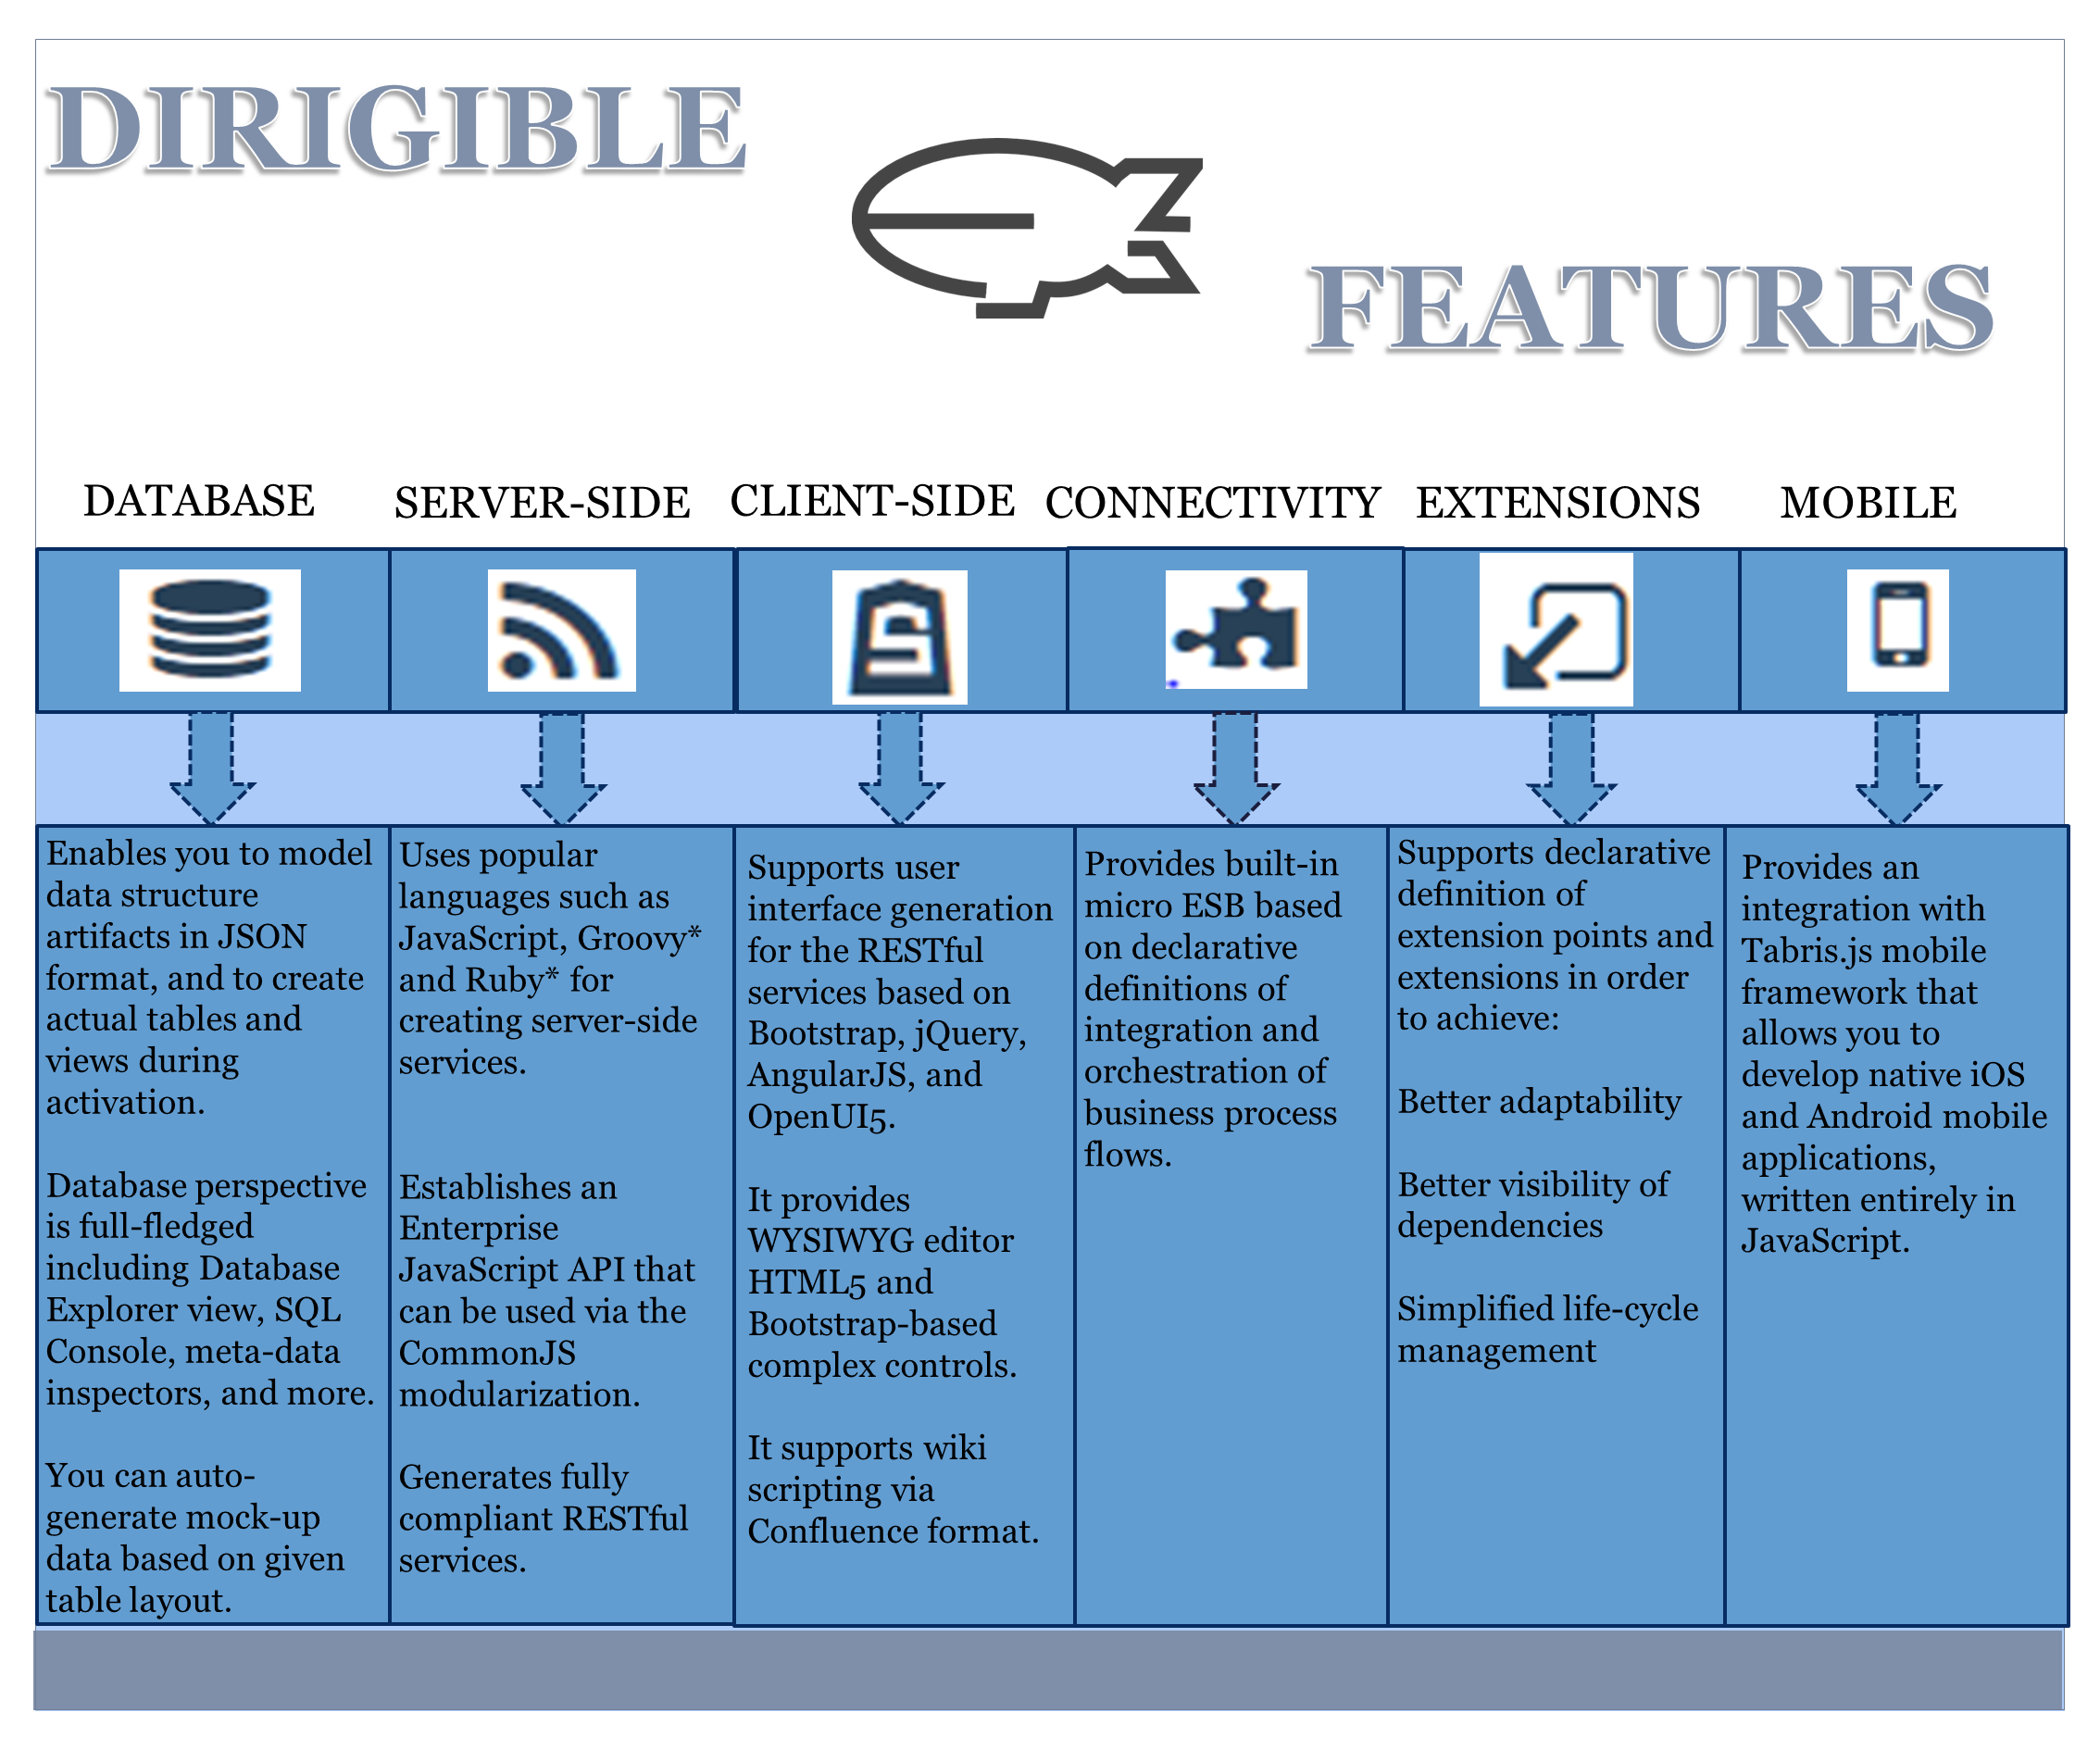 DIRIGIBLE
FEATURES
DATABASE
SERVER-SIDE
CLIENT-SIDE
CONNECTIVITY
EXTENSIONS
MOBILE
Enables you to model
data structure
artifacts in JSON
format, and to create
actual tables and
views during
activation.
Database perspective
is full-fledged
including Database
Explorer view, SQL
Console, meta-data
inspectors, and more.
You can auto-
generate mock-up
data based on given
table layout.
Uses popular
languages such as
JavaScript, Groovy*
and Ruby* for
creating server-side
services.
Establishes an
Enterprise
JavaScript API that
can be used via the
CommonJS
modularization.
Generates fully
compliant RESTful
services.
Supports user
interface generation
for the RESTful
services based on
Bootstrap, jQuery,
AngularJS, and
OpenUI5.
It provides
WYSIWYG editor
HTML5 and
Bootstrap-based
complex controls.
It supports wiki
scripting via
Confluence format.
Provides built-in
micro ESB based
on declarative
definitions of
integration and
orchestration of
business process
flows.
Supports declarative
definition of
extension points and
extensions in order
to achieve:
Better adaptability
Better visibility of
dependencies
Simplified life-cycle
management
Provides an
integration with
Tabris.js mobile
framework that
allows you to
develop native iOS
and Android mobile
applications,
written entirely in
JavaScript.